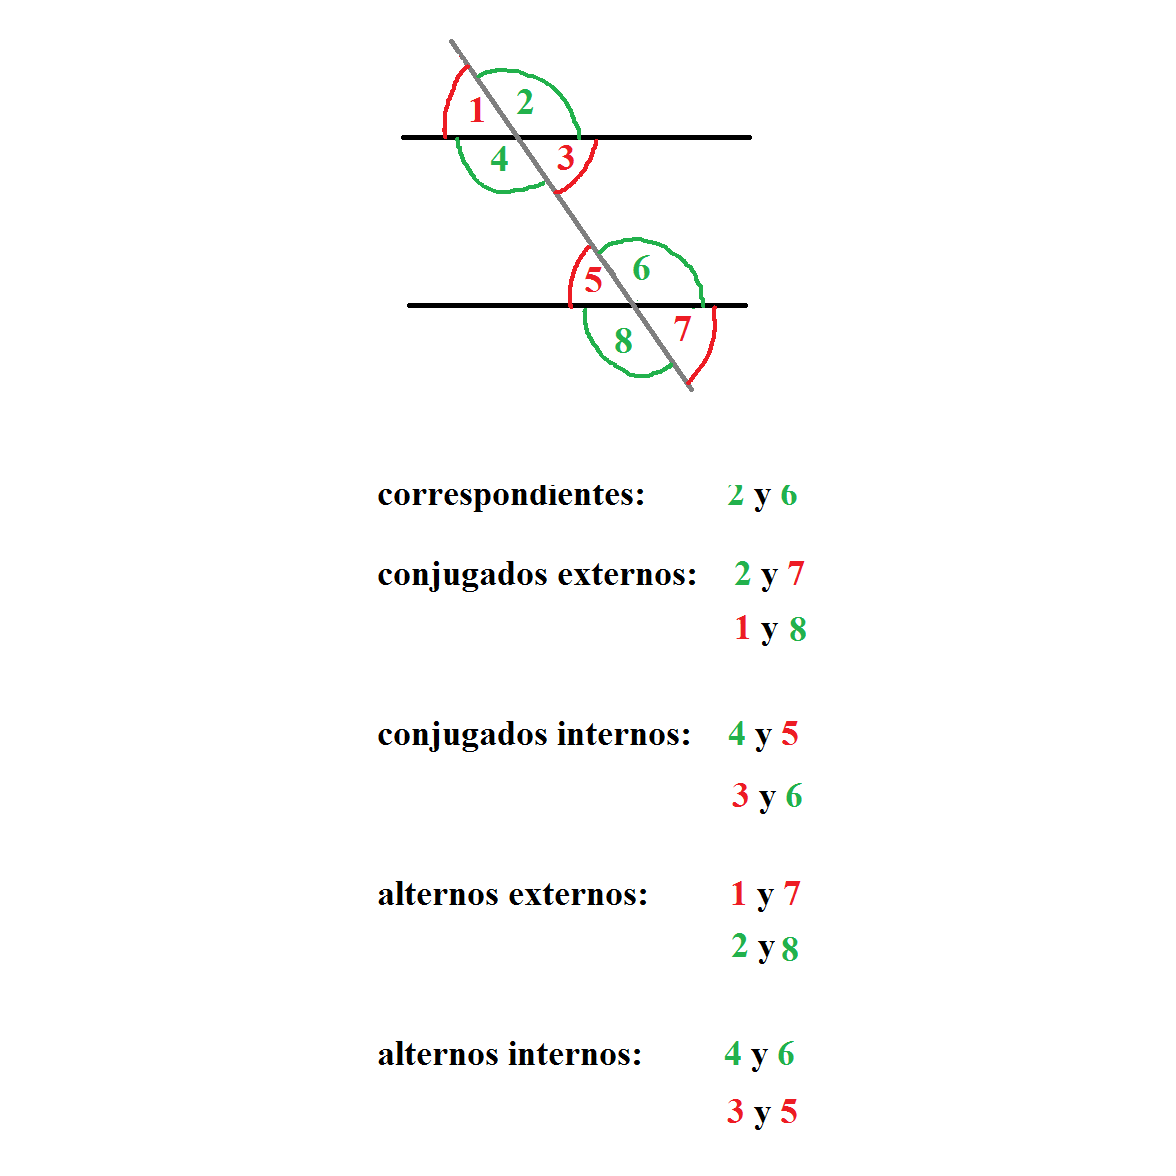 1 2
4 3
5 6
8 7
correspondientes: 2 y 6
conjugados externos: 2 y 7
1 y 8
conjugados internos: 4 y 5
3 y 6
alternos externos: 1 y 7
2 y 8
alternos internos: 4 y 6
3 y 5